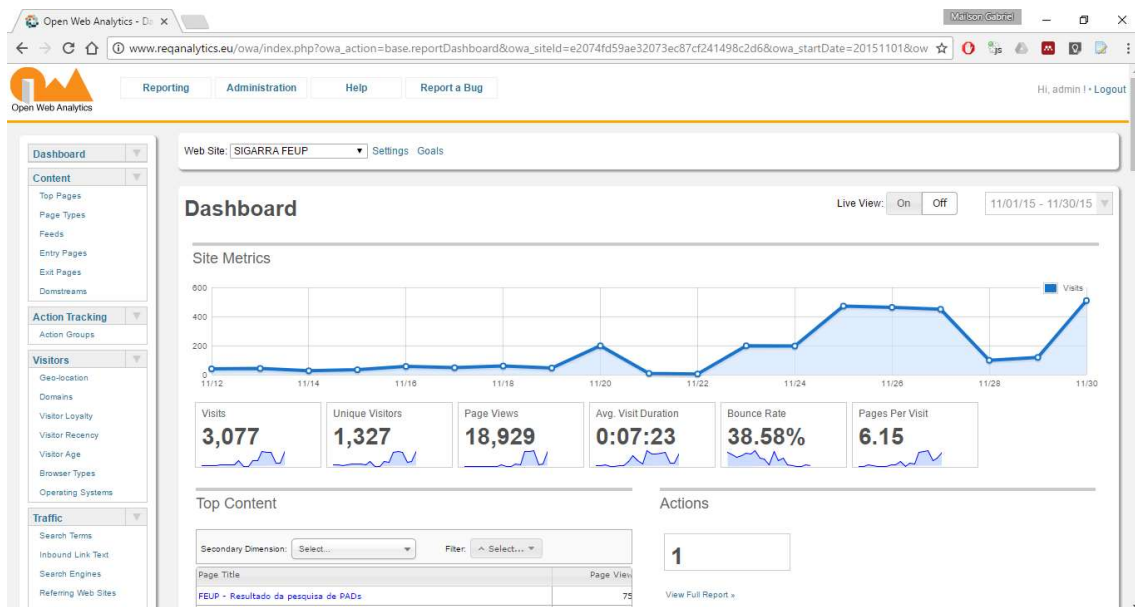 Open Web Analytics - Da
Mailson Gabriel
www.reqanalytics.eu/owa/index.php?owa_action=base.reportDashboard&owa_siteId=e2074fd59ae32073ec87cf241498c2d6&owa_startDate=20151101&ow
Open Web Analytics
Reporting Administration Help Report a Bug
Hi, admin ! • Logout
Web Site: SIGARRA FEUP Settings Goals
Dashboard
Content
Top Pages
Page Types
Feeds
Entry Pages
Exit Pages
Domstreams
Action Tracking
Action Groups
Visitors
Geo-location
Domains
Visitor Loyalty
Visitor Recency
Visitor Age
Browser Types
Operating Systems
Traffic
Search Terms
Inbound Link Text
Search Engines
Referring Web Sites
Dashboard
Live View: On Off 11/01/15 - 11/30/15
Site Metrics
Visits
600
400
200
0
11/12 11/14 11/16 11/18 11/20 11/22 11/24 11/26 11/28 11/30
Visits Unique Visitors Page Views Avg. Visit Duration Bounce Rate Pages Per Visit
3,077 1,327 18,929 0:07:23 38.58% 6.15
Top Content
Secondary Dimension: Select... Filter: Select...
Page Title Page View
FEUP - Resultado da pesquisa de PADs 75
Actions
1
View Full Report »